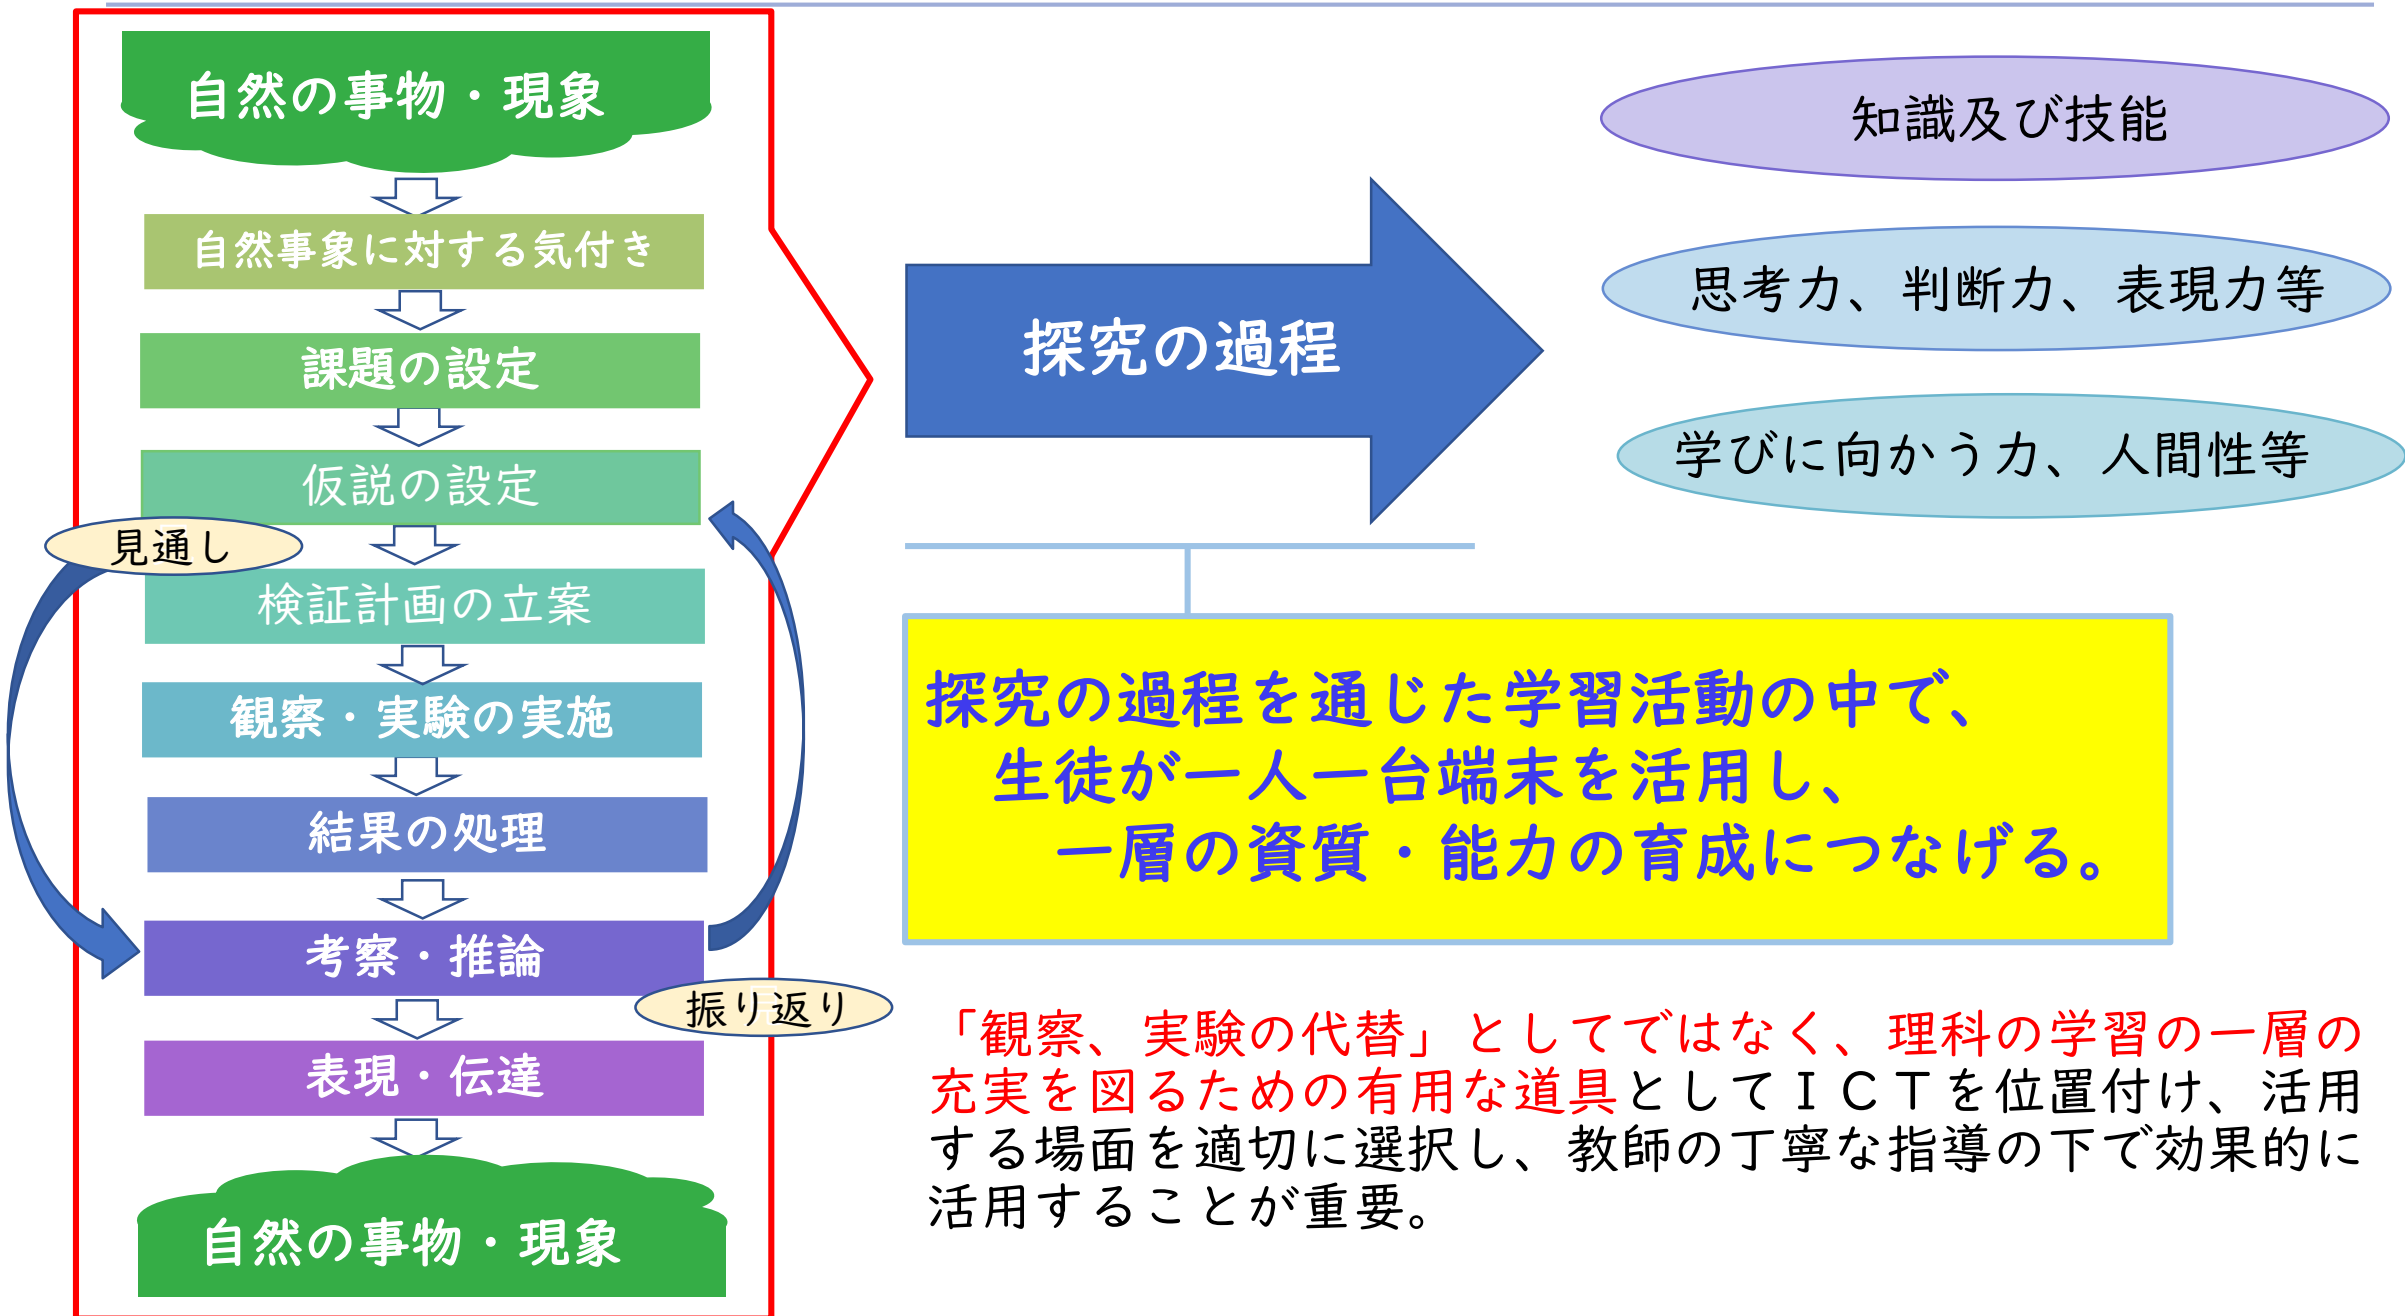 自然の事物・現象
自然事象に対する気付き
課題の設定
仮説の設定
見通し
検証計画の立案
観察・実験の実施
結果の処理
考察・推論
振り返り
表現・伝達
自然の事物・現象
探究の過程
知識及び技能
思考力、判断力、表現力等
学びに向かう力、人間性等
探究の過程を通じた学習活動の中で、
生徒が一人一台端末を活用し、
一層の資質・能力の育成につなげる。
「観察、実験の代替」としてではなく、理科の学習の一層の
充実を図るための有用な道具としてＩＣＴを位置付け、活用
する場面を適切に選択し、教師の丁寧な指導の下で効果的に
活用することが重要。